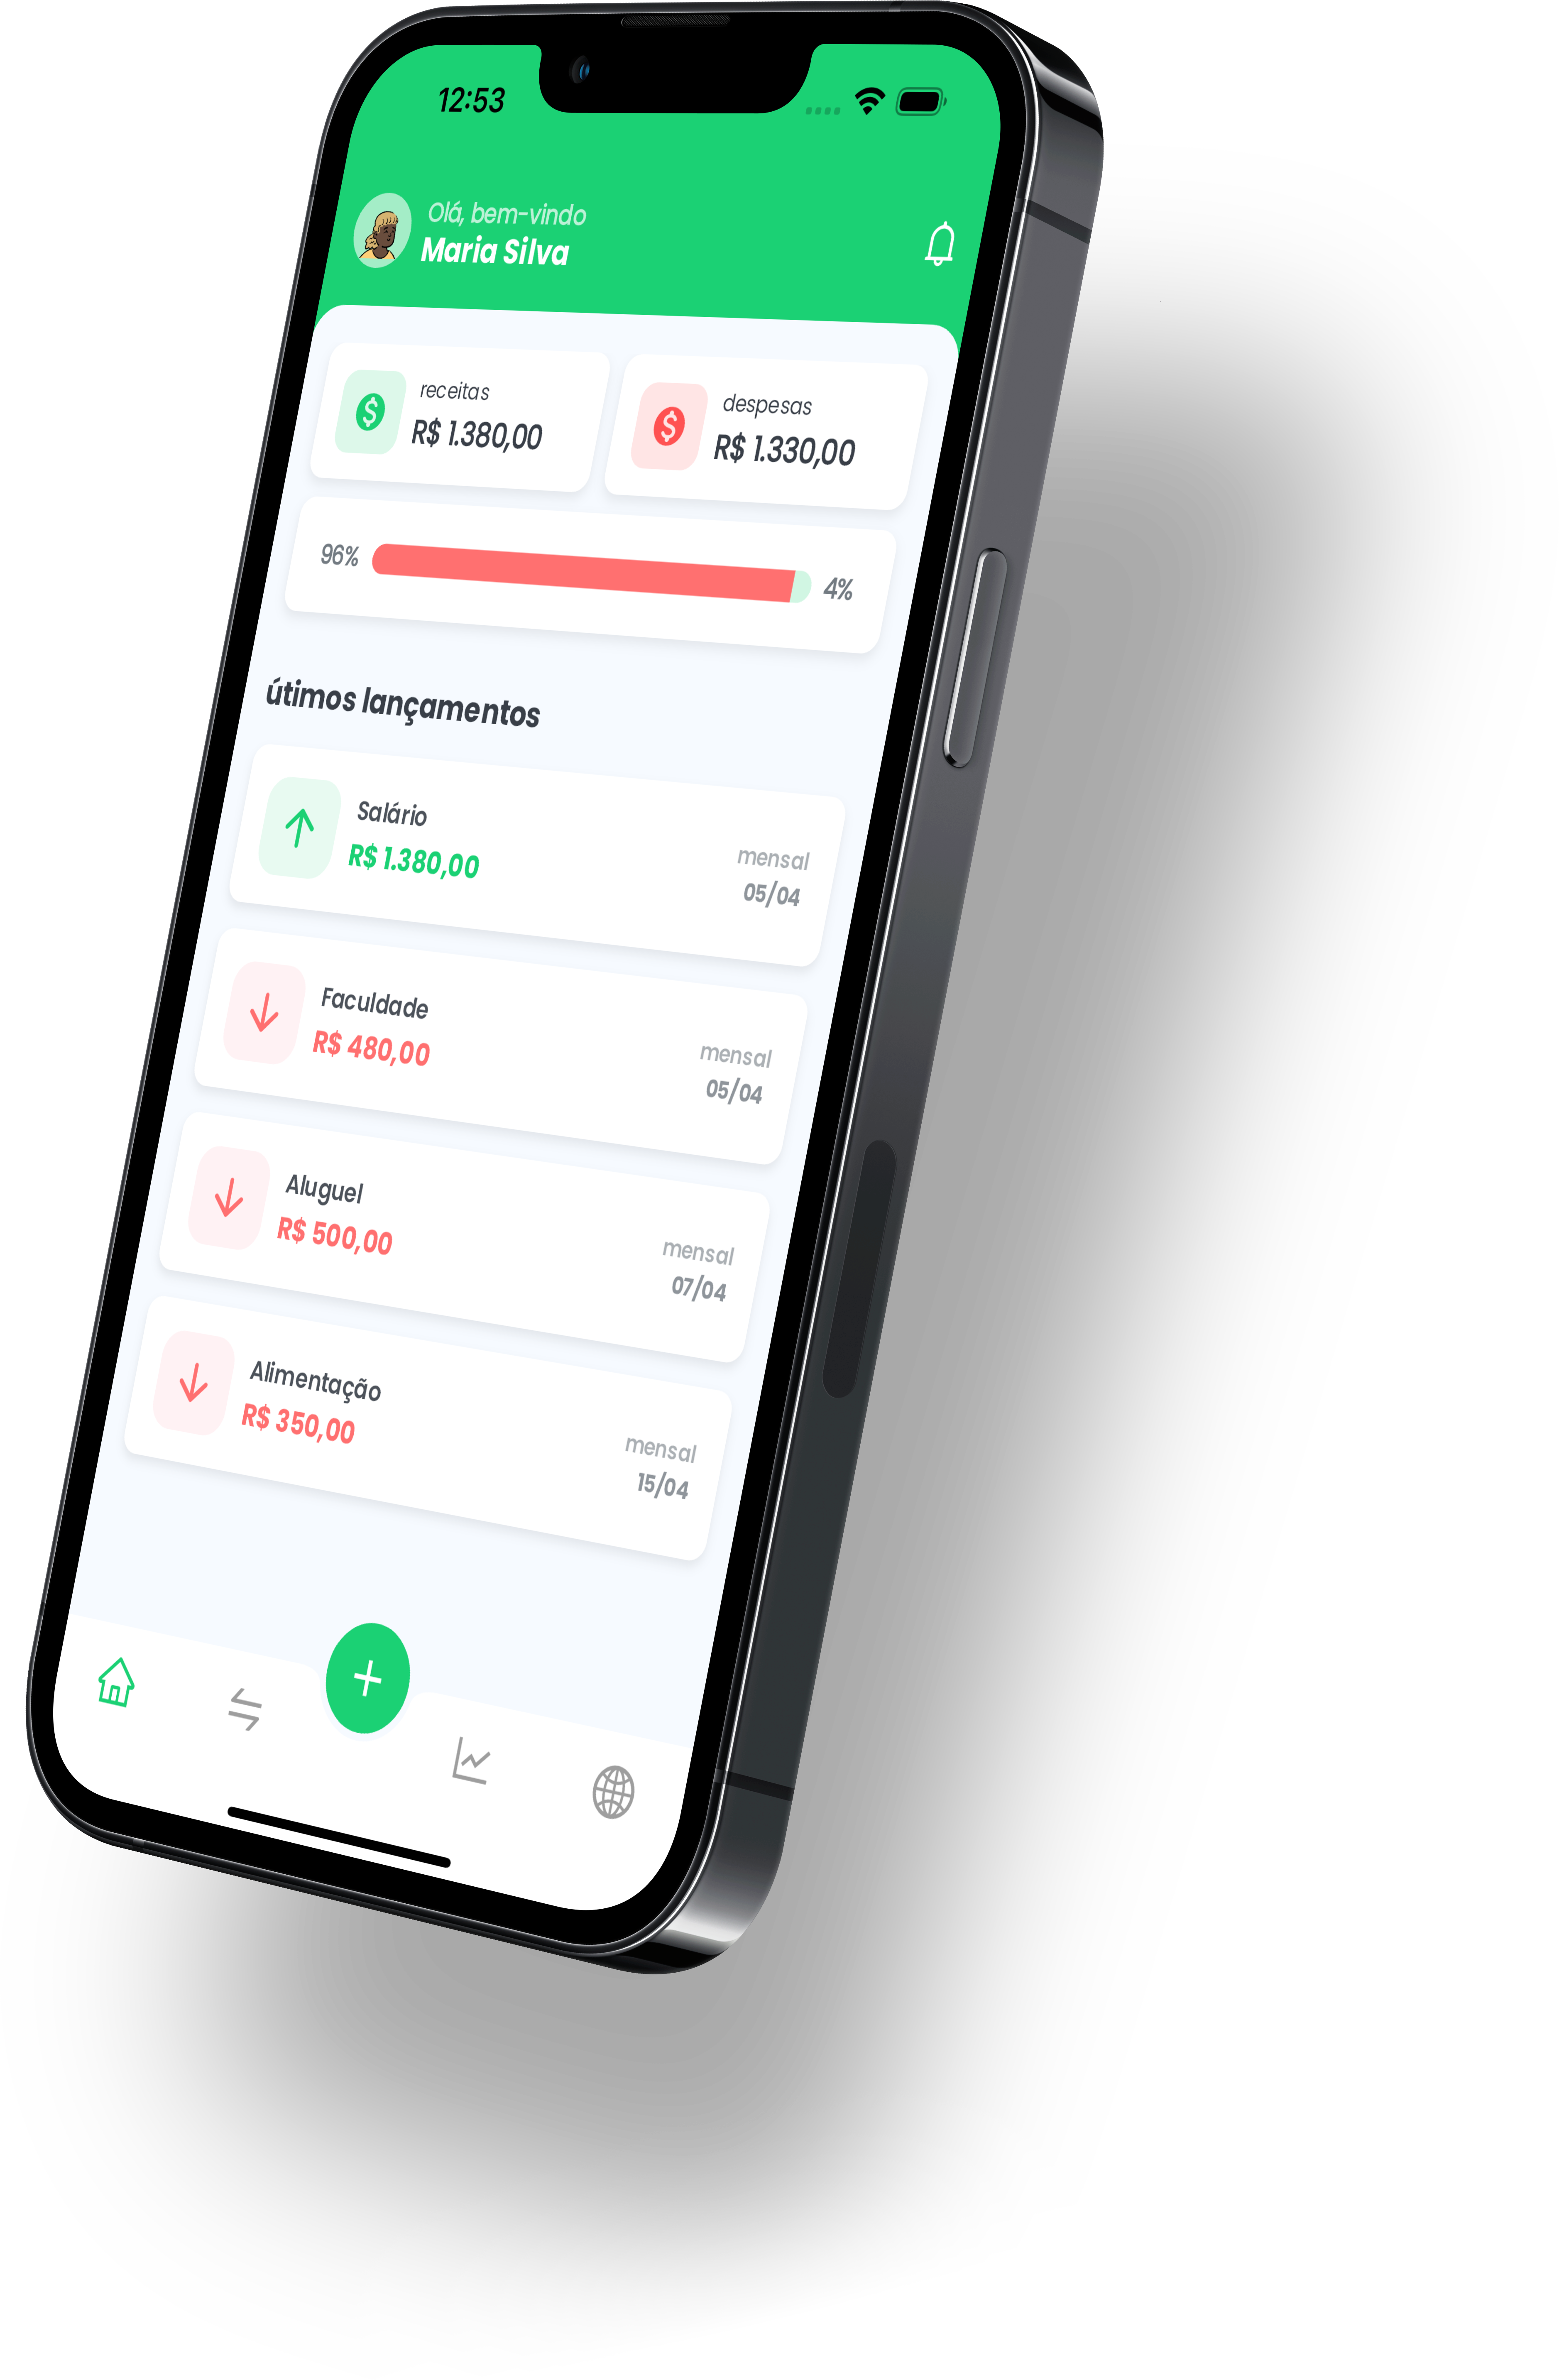 12:53
Olá, bem-vindo
Maria Silva
receitas
R$ 1.380,00
despesas
R$ 1.330,00
96%
4%
útimos lançamentos
Salário
R$ 1.380,00
mensal
05/04
Faculdade
R$ 480,00
mensal
05/04
Aluguel
R$ 500,00
mensal
07/04
Alimentação
R$ 350,00
mensal
15/04